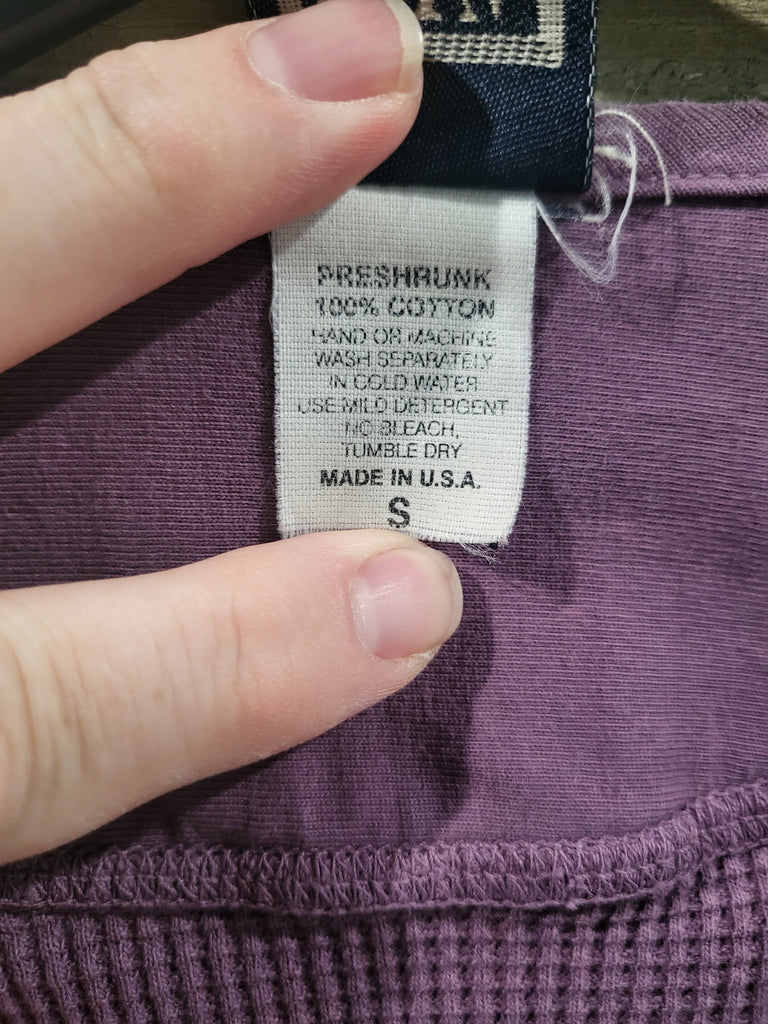 PRESHRUNK
100% COTTON
HAND OR MACHINE
WASH SEPARATELY
IN COLD WATER
USE MILD DETERGENT
NO BLEACH,
TUMBLE DRY
MADE IN U.S.A.
S